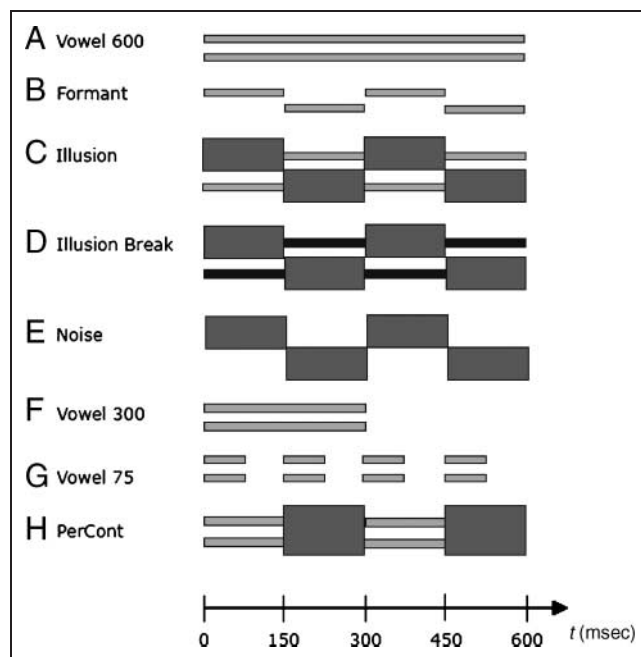 A Vowel 600
B Formant
C Illusion
D Illusion Break
E Noise
F Vowel 300
G Vowel 75
H PerCont
0 150 300 450 600 t (msec)